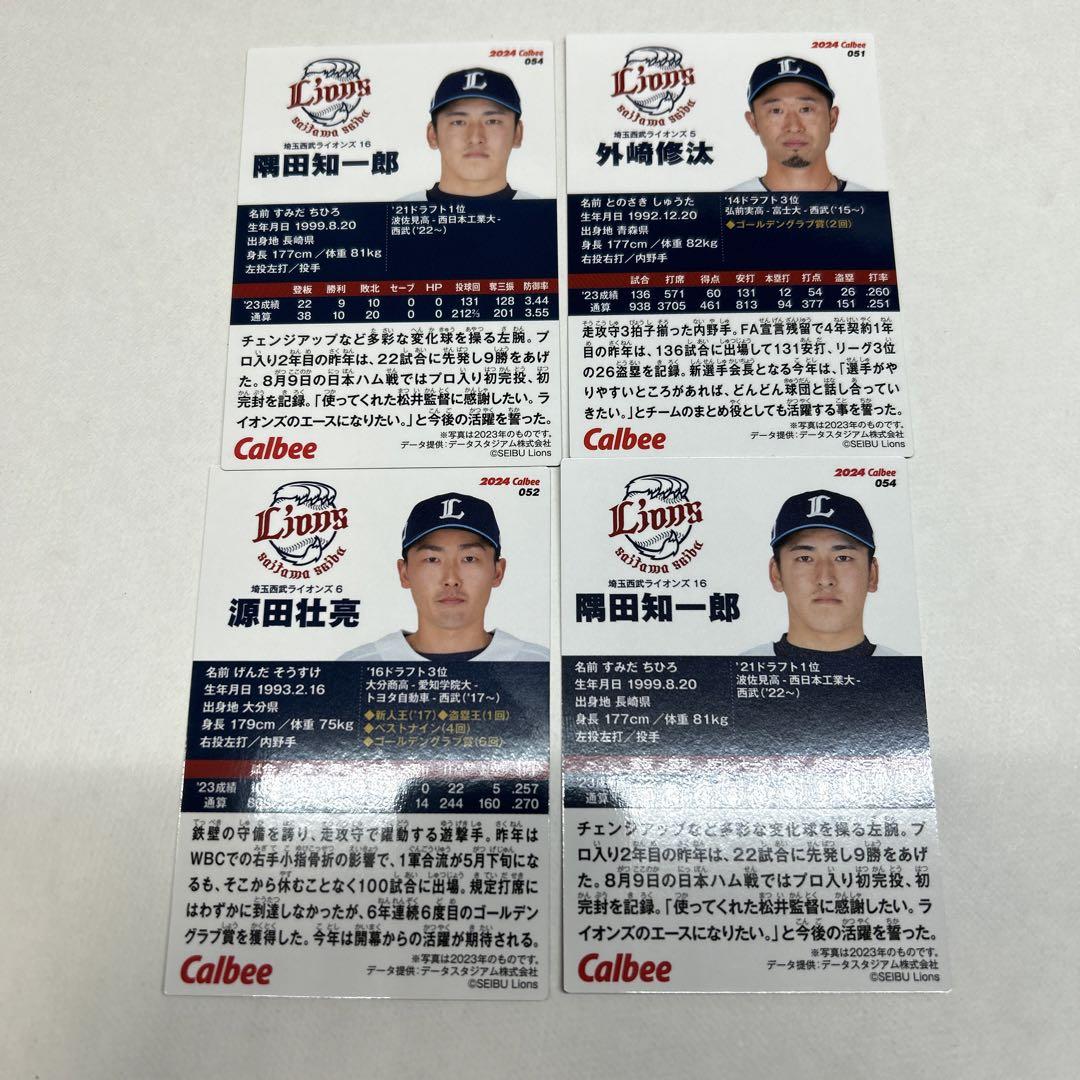 2024 Calbee
054
Lions
saitama seibu
埼玉西武ライオンズ 16
隅田知一郎
名前 すみだ ちひろ
生年月日 1999.8.20
出身地 長崎県
身長 177cm/体重 81kg
左投左打/投手
'21ドラフト1位
波佐見高-西日本工業大-
西武('22~)
登板 勝利 敗北 セーブ HP 投球回 奪三振 防御率
'23成績 22 9 10 0 0 131 128 3.44
通算 38 10 20 0 0 212⅔ 201 3.55
チェンジアップなど多彩な変化球を操る左腕。プ
ロ入り2年目の昨年は、22試合に先発し9勝をあげ
た。8月9日の日本ハム戦ではプロ入り初完投、初
完封を記録。「使ってくれた松井監督に感謝したい。ラ
イオンズのエースになりたい。」と今後の活躍を誓った。
※写真は2023年のものです。
データ提供:データスタジアム株式会社
©SEIBU Lions
Calbee
2024 Calbee
051
Lions
saitama seibu
埼玉西武ライオンズ 5
外崎修汰
名前 とのさき しゅうた
生年月日 1992.12.20
出身地 青森県
身長 177cm/体重 82kg
右投右打/内野手
'14ドラフト3位
弘前実高-富士大-西武('15~)
◆ゴールデングラブ賞(2回)
試合 打席 得点 安打 本塁打 打点 盗塁 打率
'23成績 136 571 60 131 12 54 26 .260
通算 938 3705 461 813 94 377 151 .251
走攻守3拍子揃った内野手。FA宣言残留で4年契約1年
目の昨年は、136試合に出場して131安打、リーグ3位
の26盗塁を記録。新選手会長となる今年は、「選手がや
りやすいところがあれば、どんどん球団と話し合ってい
きたい。」とチームのまとめ役としても活躍する事を誓った。
※写真は2023年のものです。
データ提供:データスタジアム株式会社
©SEIBU Lions
Calbee
2024 Calbee
052
Lions
saitama seibu
埼玉西武ライオンズ 6
源田壮亮
名前 げんだ そうすけ
生年月日 1993.2.16
出身地 大分県
身長 179cm/体重 75kg
右投左打/内野手
'16ドラフト3位
大分商高-愛知学院大-
トヨタ自動車-西武('17~)
◆新人王('17)◆盗塁王(1回)
◆ベストナイン(4回)
◆ゴールデングラブ賞(6回)
'23成績 0 22 5 .257
通算 14 244 160 .270
鉄壁の守備を誇り、走攻守で躍動する遊撃手。昨年は
WBCでの右手小指骨折の影響で、1軍合流が5月下旬にな
るも、そこから休むことなく100試合に出場。規定打席に
はわずかに到達しなかったが、6年連続6度目のゴールデン
グラブ賞を獲得した。今年は開幕からの活躍が期待される。
※写真は2023年のものです。
データ提供:データスタジアム株式会社
©SEIBU Lions
Calbee
2024 Calbee
054
Lions
saitama seibu
埼玉西武ライオンズ 16
隅田知一郎
名前 すみだ ちひろ
生年月日 1999.8.20
出身地 長崎県
身長 177cm/体重 81kg
左投左打/投手
'21ドラフト1位
波佐見高-西日本工業大-
西武('22~)
'23成績
通算
チェンジアップなど多彩な変化球を操る左腕。プ
ロ入り2年目の昨年は、22試合に先発し9勝をあげ
た。8月9日の日本ハム戦ではプロ入り初完投、初
完封を記録。「使ってくれた松井監督に感謝したい。ラ
イオンズのエースになりたい。」と今後の活躍を誓った。
※写真は2023年のものです。
データ提供:データスタジアム株式会社
©SEIBU Lions
Calbee